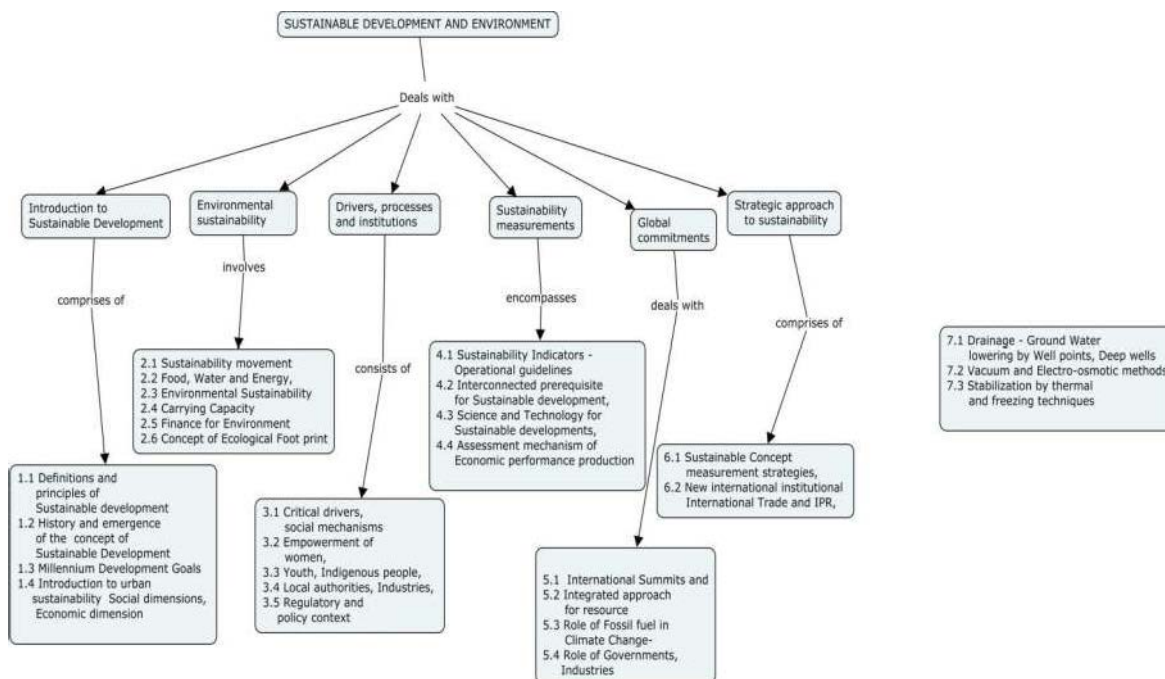 SUSTAINABLE DEVELOPMENT AND ENVIRONMENT
Deals with
Introduction to
Sustainable Development
Environmental
sustainability
Drivers, processes
and institutions
Sustainability
measurements
Global
commitments
Strategic approach
to sustainability
comprises of
involves
consists of
encompasses
deals with
comprises of
1.1 Definitions and
principles of
Sustainable development
1.2 History and emergence
of the concept of
Sustainable Development
1.3 Millennium Development Goals
1.4 Introduction to urban
sustainability Social dimensions,
Economic dimension
2.1 Sustainability movement
2.2 Food, Water and Energy,
2.3 Environmental Sustainability
2.4 Carrying Capacity
2.5 Finance for Environment
2.6 Concept of Ecological Foot print
3.1 Critical drivers,
social mechanisms
3.2 Empowerment of
women,
3.3 Youth, Indigenous people,
3.4 Local authorities, Industries,
3.5 Regulatory and
policy context
4.1 Sustainability Indicators -
Operational guidelines
4.2 Interconnected prerequisite
for Sustainable development,
4.3 Science and Technology for
Sustainable developments,
4.4 Assessment mechanism of
Economic performance production
5.1 International Summits and
5.2 Integrated approach
for resource
5.3 Role of Fossil fuel in
Climate Change-
5.4 Role of Governments,
Industries
6.1 Sustainable Concept
measurement strategies,
6.2 New international institutional
International Trade and IPR,
7.1 Drainage - Ground Water
lowering by Well points, Deep wells
7.2 Vacuum and Electro-osmotic methods
7.3 Stabilization by thermal
and freezing techniques